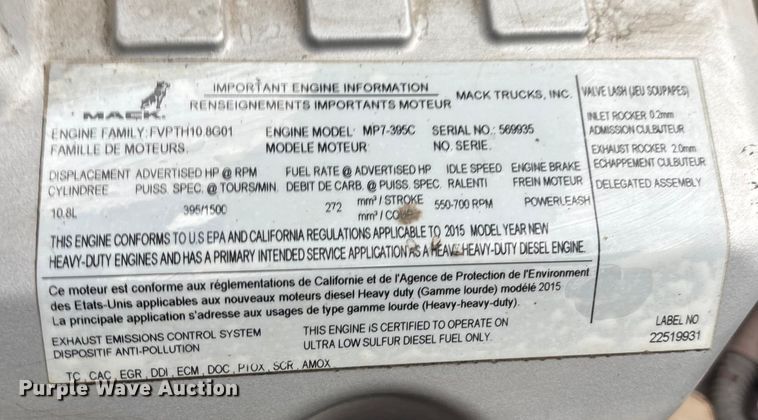 MACK.
IMPORTANT ENGINE INFORMATION
RENSEIGNEMENTS IMPORTANTS MOTEUR
MACK TRUCKS, INC.
ENGINE FAMILY: FVPTH10.8G01 ENGINE MODEL: MP7-395C SERIAL NO.: 569935
FAMILLE DE MOTEURS. MODELE MOTEUR: NO. SERIE.
DISPLACEMENT ADVERTISED HP @ RPM FUEL RATE @ ADVERTISED HP IDLE SPEED ENGINE BRAKE
CYLINDREE PUISS. SPEC. @ TOURS/MIN. DEBIT DE CARB. @ PUISS. SPEC. RALENTI FREIN MOTEUR
10.8L 395/1500 272 mm³ / STROKE 550-700 RPM POWERLEASH
mm³ /
THIS ENGINE CONFORMS TO U.S EPA AND CALIFORNIA REGULATIONS APPLICABLE TO 2015 MODEL YEAR NEW
HEAVY-DUTY ENGINES AND HAS A PRIMARY INTENDED SERVICE APPLICATION AS A HEAVY HEAVY-DUTY DIESEL ENGINE.
Ce moteur est conforme aux réglementations de Californie et de l'Agence de Protection de l'Environment
des Etats-Unis applicables aux nouveaux moteurs diesel Heavy duty (Gamme lourde) modélé 2015
La principale application s'adresse aux usages de type gamme lourde (Heavy-heavy-duty).
EXHAUST EMISSIONS CONTROL SYSTEM THIS ENGINE IS CERTIFIED TO OPERATE ON
DISPOSITIF ANTI-POLLUTION ULTRA LOW SULFUR DIESEL FUEL ONLY.
TC, CAC, EGR, DDI, ECM, DOC, PTOX, SCR, AMOX
VALVE LASH (JEU SOUPAPES)
INLET ROCKER 0.2mm
ADMISSION CULBUTEUR
EXHAUST ROCKER 2.0mm
ECHAPPEMENT CULBUTEUR
DELEGATED ASSEMBLY
LABEL NO
22519931
Purple Wave Auction